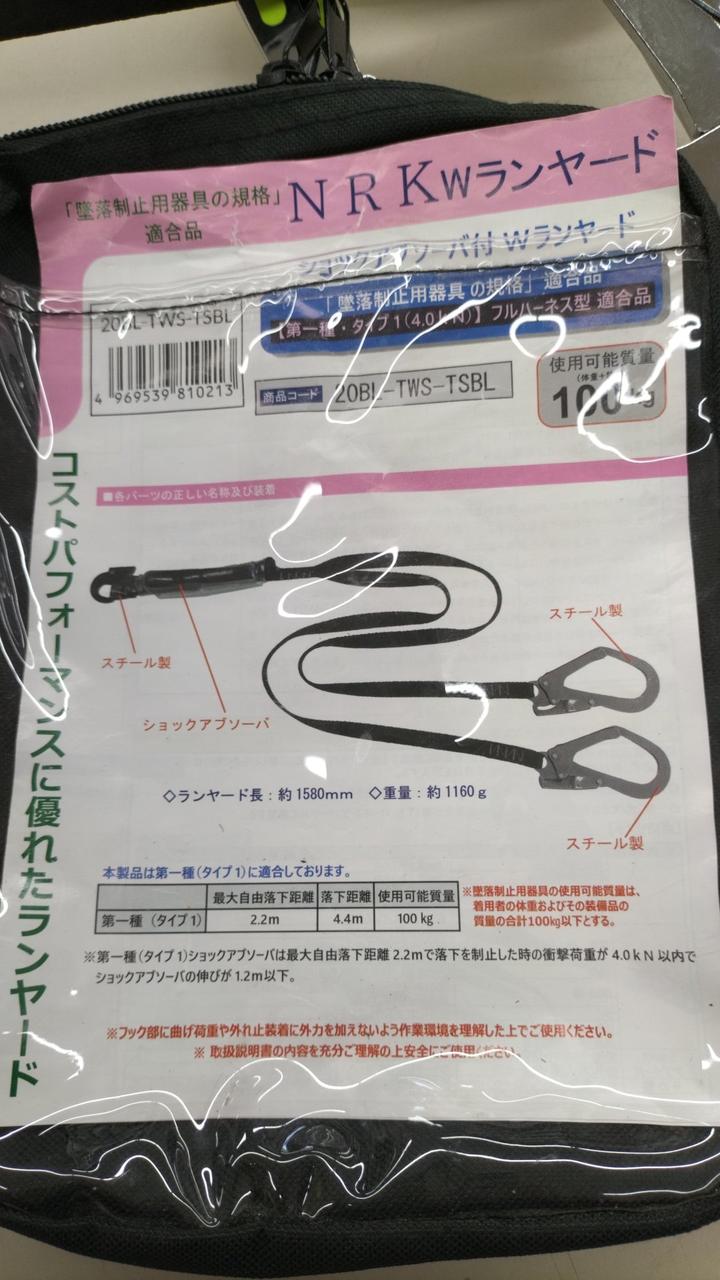 「墜落制止用器具の規格」
適合品
NRKWランヤード
ショックアブソーバ付 Wランヤード
「墜落制止用器具の規格」適合品
【第一種・タイプ1(4.0kN)】フルハーネス型 適合品
20BL-TWS-TSBL
4 969539 810213
商品コード 20BL-TWS-TSBL
使用可能質量
100kg
コストパフォーマンスに優れたランヤード
■各パーツの正しい名称及び装着
スチール製
スチール製
ショックアブソーバ
◇ランヤード長：約1580mm ◇重量：約1160g
スチール製
本製品は第一種(タイプ1)に適合しております。
最大自由落下距離 落下距離 使用可能質量
第一種 (タイプ1) 2.2m 4.4m 100 kg
※墜落制止用器具の使用可能質量は、
着用者の体重およびその装備品の
質量の合計100kg以下とする。
※第一種(タイプ1)ショックアブソーバは最大自由落下距離 2.2mで落下を制止した時の衝撃荷重が 4.0kN 以内で
ショックアブソーバの伸びが1.2m以下。
※フック部に曲げ荷重や外れ止装着に外力を加えないよう作業環境を理解した上でご使用ください。
※ 取扱説明書の内容を充分ご理解の上安全にご使用ください。